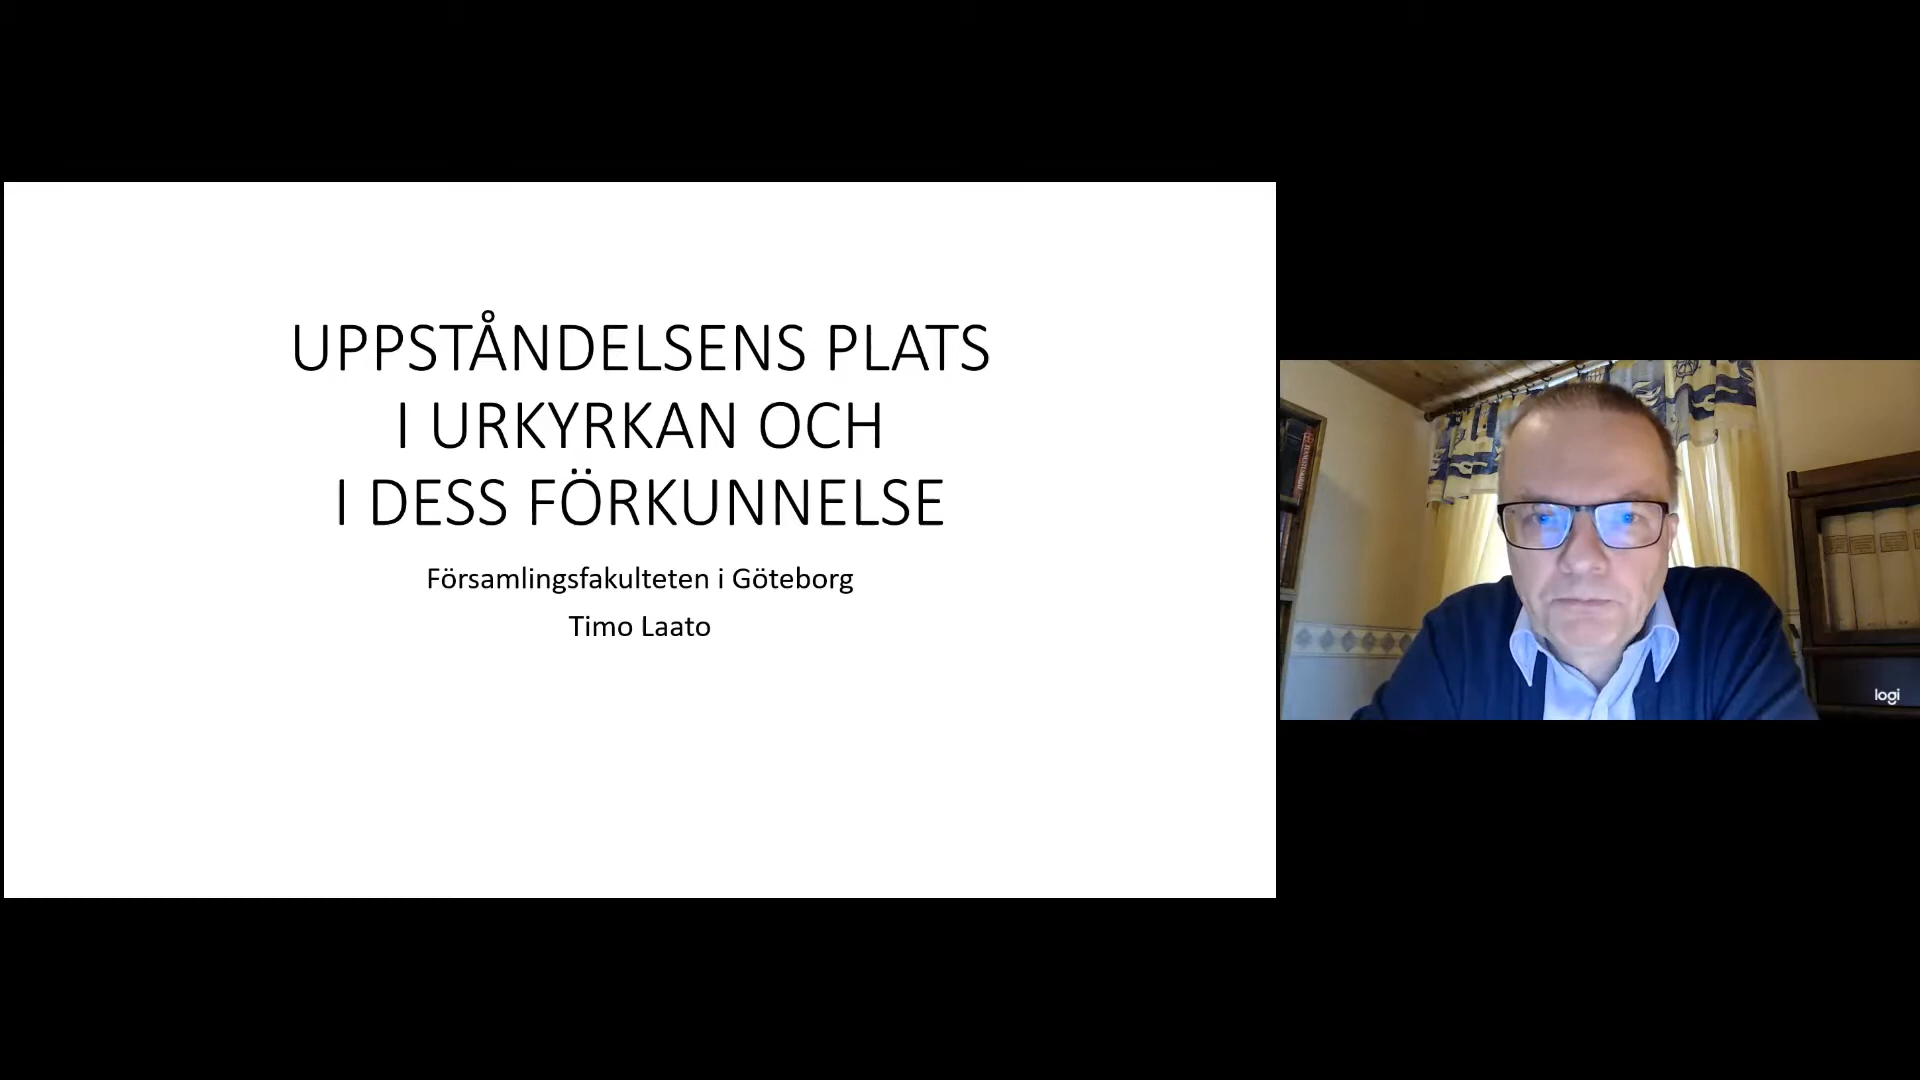 UPPSTÅNDELSENS PLATS
I URKYRKAN OCH
I DESS FÖRKUNNELSE
Församlingsfakulteten i Göteborg
Timo Laato
logi